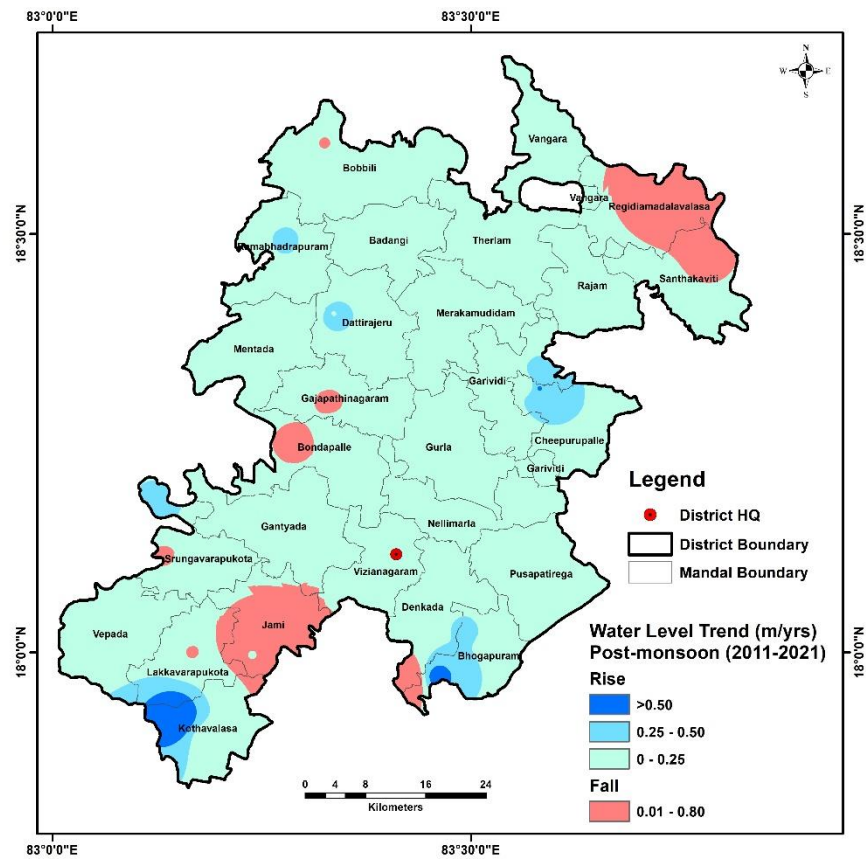 83°0'0"E
83°30'0"E
N
W
E
S
Vangara
Bobbili
Vangara
Regidiamadalavalasa
18°30'0"N
18°30'0"N
Ramabhadrapuram
Badangi
Therlam
Santhakaviti
Rajam
Merakamudidam
Dattirajeru
Mentada
Garividi
Gajapathinagaram
Cheepurupalle
Bondapalle
Gurla
Garividi
Legend
District HQ
District Boundary
Mandal Boundary
Nellimarla
Gantyada
Srungavarapukota
Vizianagaram
Pusapatirega
Denkada
Jami
Vepada
Bhogapuram
Lakkavarapukota
Kothavalasa
18°0'0"N
18°0'0"N
Water Level Trend (m/yrs)
Post-monsoon (2011-2021)
Rise
>0.50
0.25 - 0.50
0 - 0.25
Fall
0.01 - 0.80
0 4 8 16 24
Kilometers
83°0'0"E
83°30'0"E